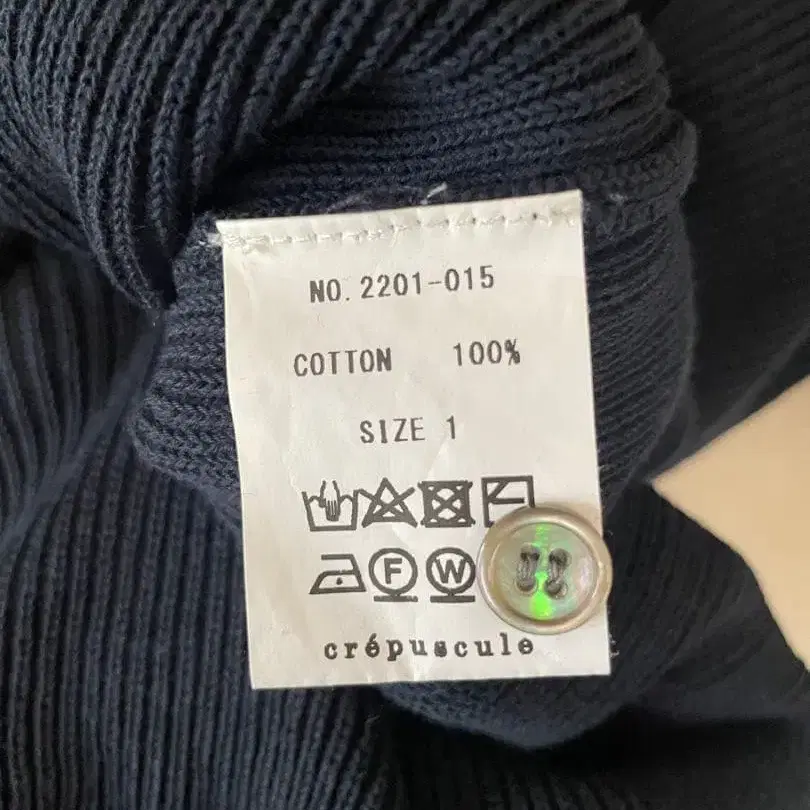 NO. 2201-015
COTTON 100%
SIZE 1
F W
crépuscule